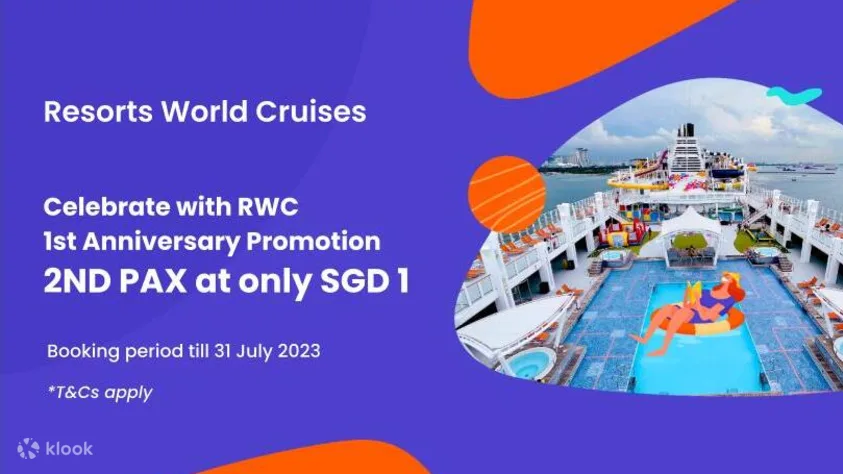 Resorts World Cruises
Celebrate with RWC
1st Anniversary Promotion
2ND PAX at only SGD 1
Booking period till 31 July 2023
*T&Cs apply
klook